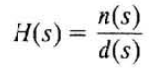 H(s) = n(s) / d(s)